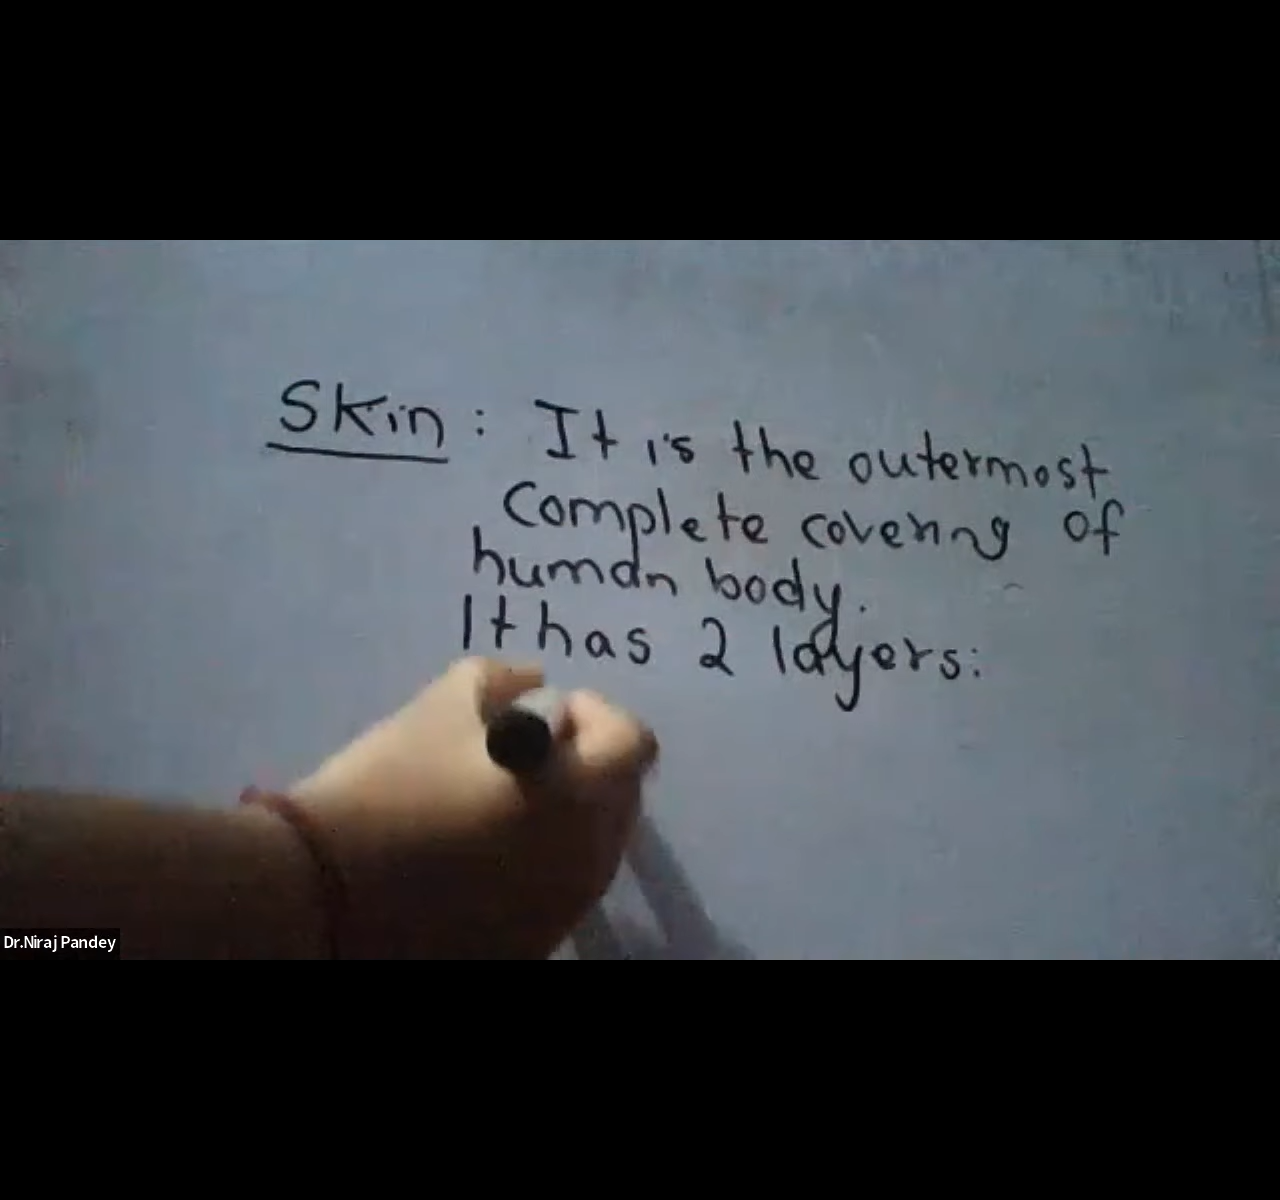 Skin : It is the outermost
Complete covering of
human body.
It has 2 layers:
Dr.Niraj Pandey